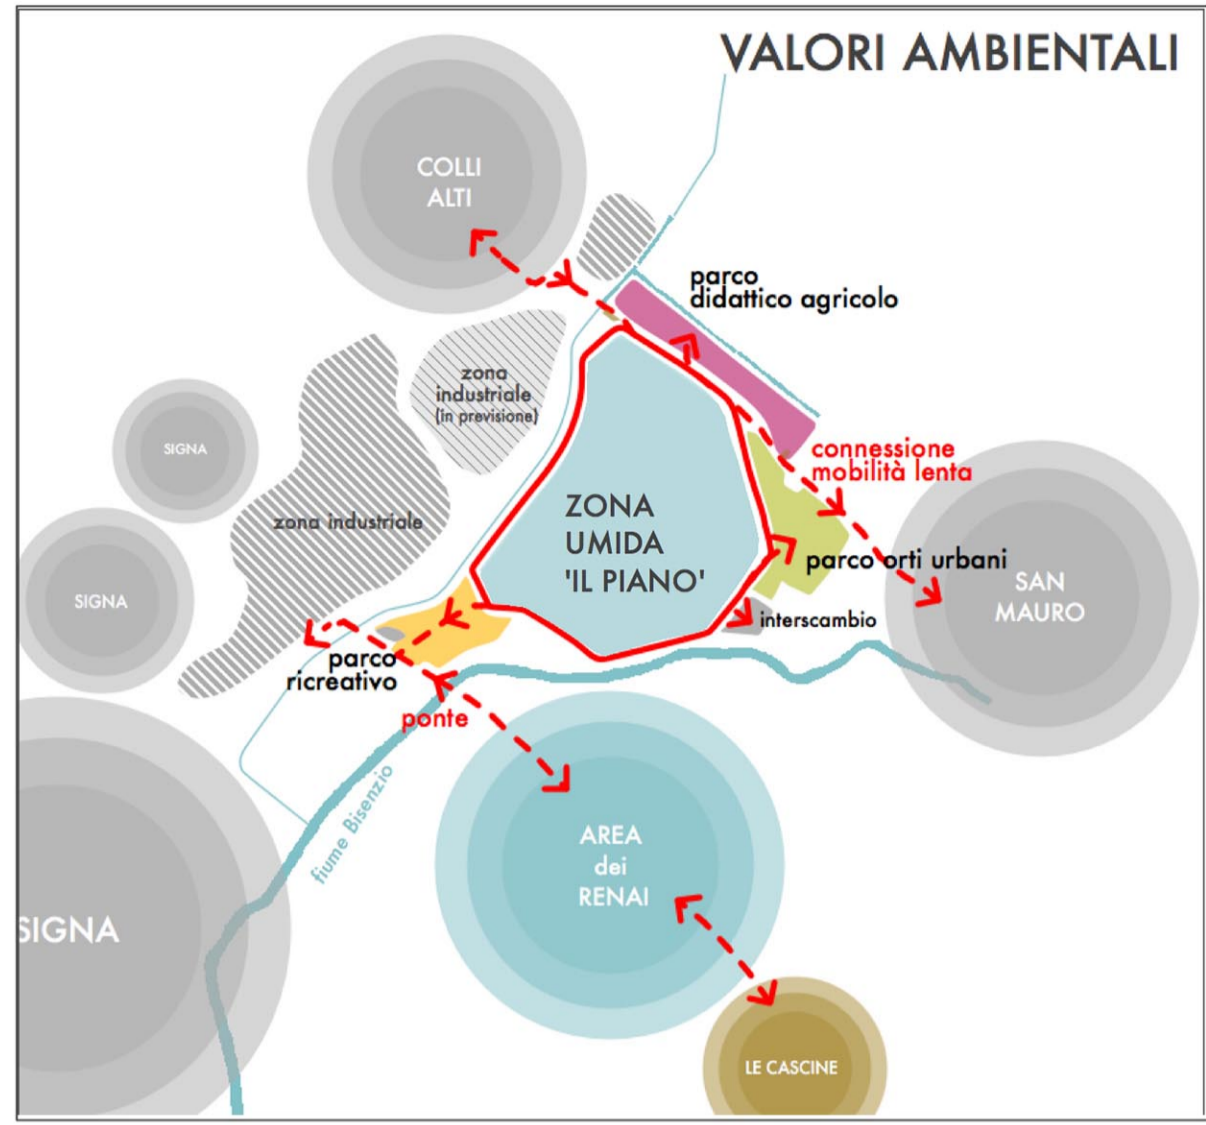 VALORI AMBIENTALI
COLLI
ALTI
parco
didattico agricolo
zona
industriale
(in previsione)
SIGNA
connessione
mobilità lenta
zona industriale
ZONA
UMIDA
'IL PIANO'
parco orti urbani
SIGNA
SAN
MAURO
interscambio
parco
ricreativo
ponte
fiume Bisenzio
AREA
dei
RENAI
SIGNA
LE CASCINE